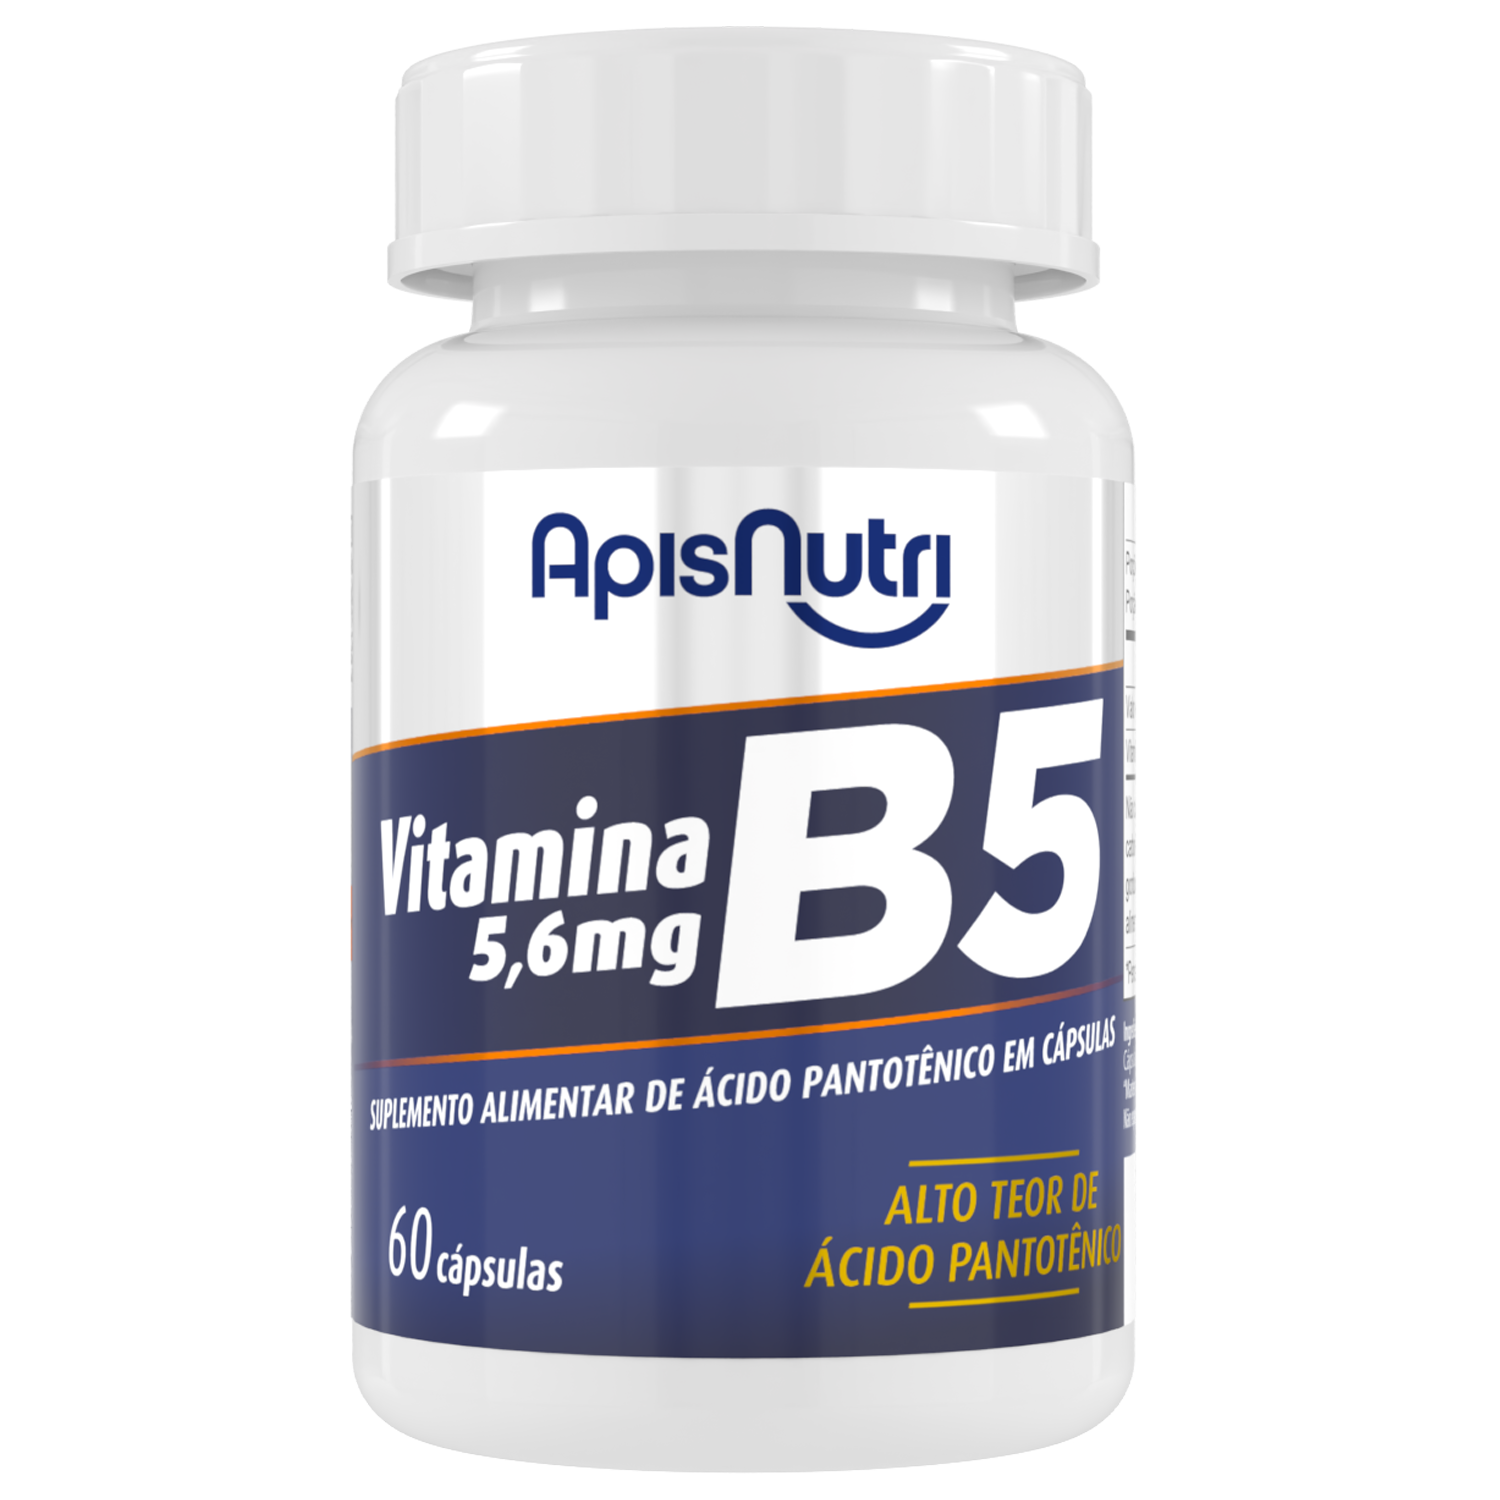 ApisNutri
Vitamina B5
5,6mg
SUPLEMENTO ALIMENTAR DE ÁCIDO PANTOTÊNICO EM CÁPSULAS
60 cápsulas
ALTO TEOR DE
ÁCIDO PANTOTÊNICO